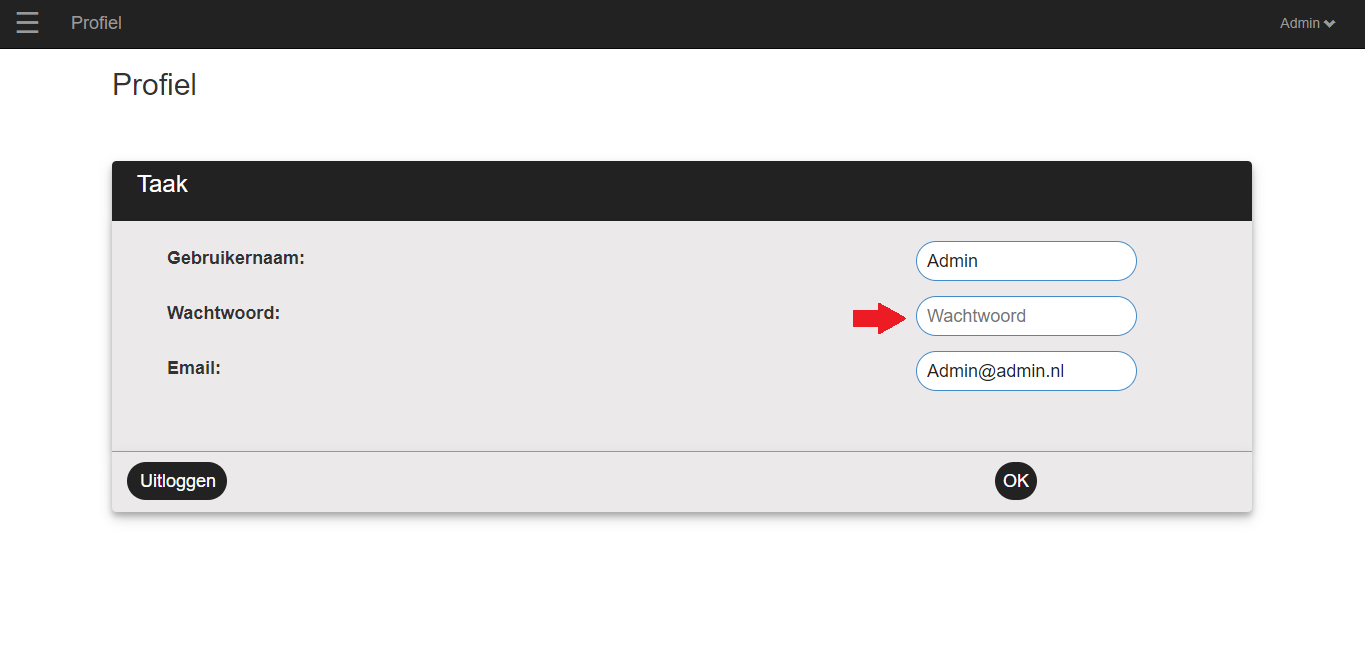 Profiel
Admin
Profiel
Taak
Gebruikernaam: Admin
Wachtwoord: Wachtwoord
Email: Admin@admin.nl
Uitloggen OK